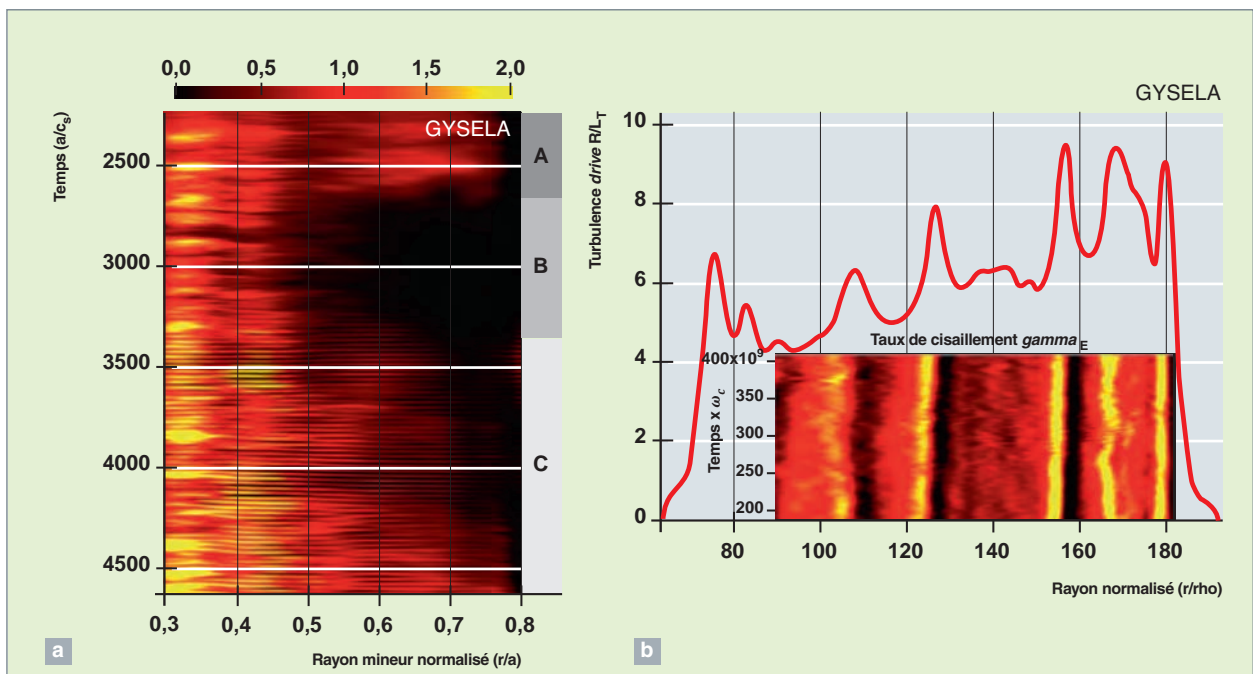 0,0 0,5 1,0 1,5 2,0
GYSELA
Temps (a/cs)
2500
3000
3500
4000
4500
A
B
C
0,3 0,4 0,5 0,6 0,7 0,8
Rayon mineur normalisé (r/a)
a
GYSELA
Turbulence drive R/LT
10
8
6
4
2
0
Taux de cisaillement gammaE
Temps x ωc
400x10⁹
350
300
250
200
80 100 120 140 160 180
Rayon normalisé (r/rho)
b